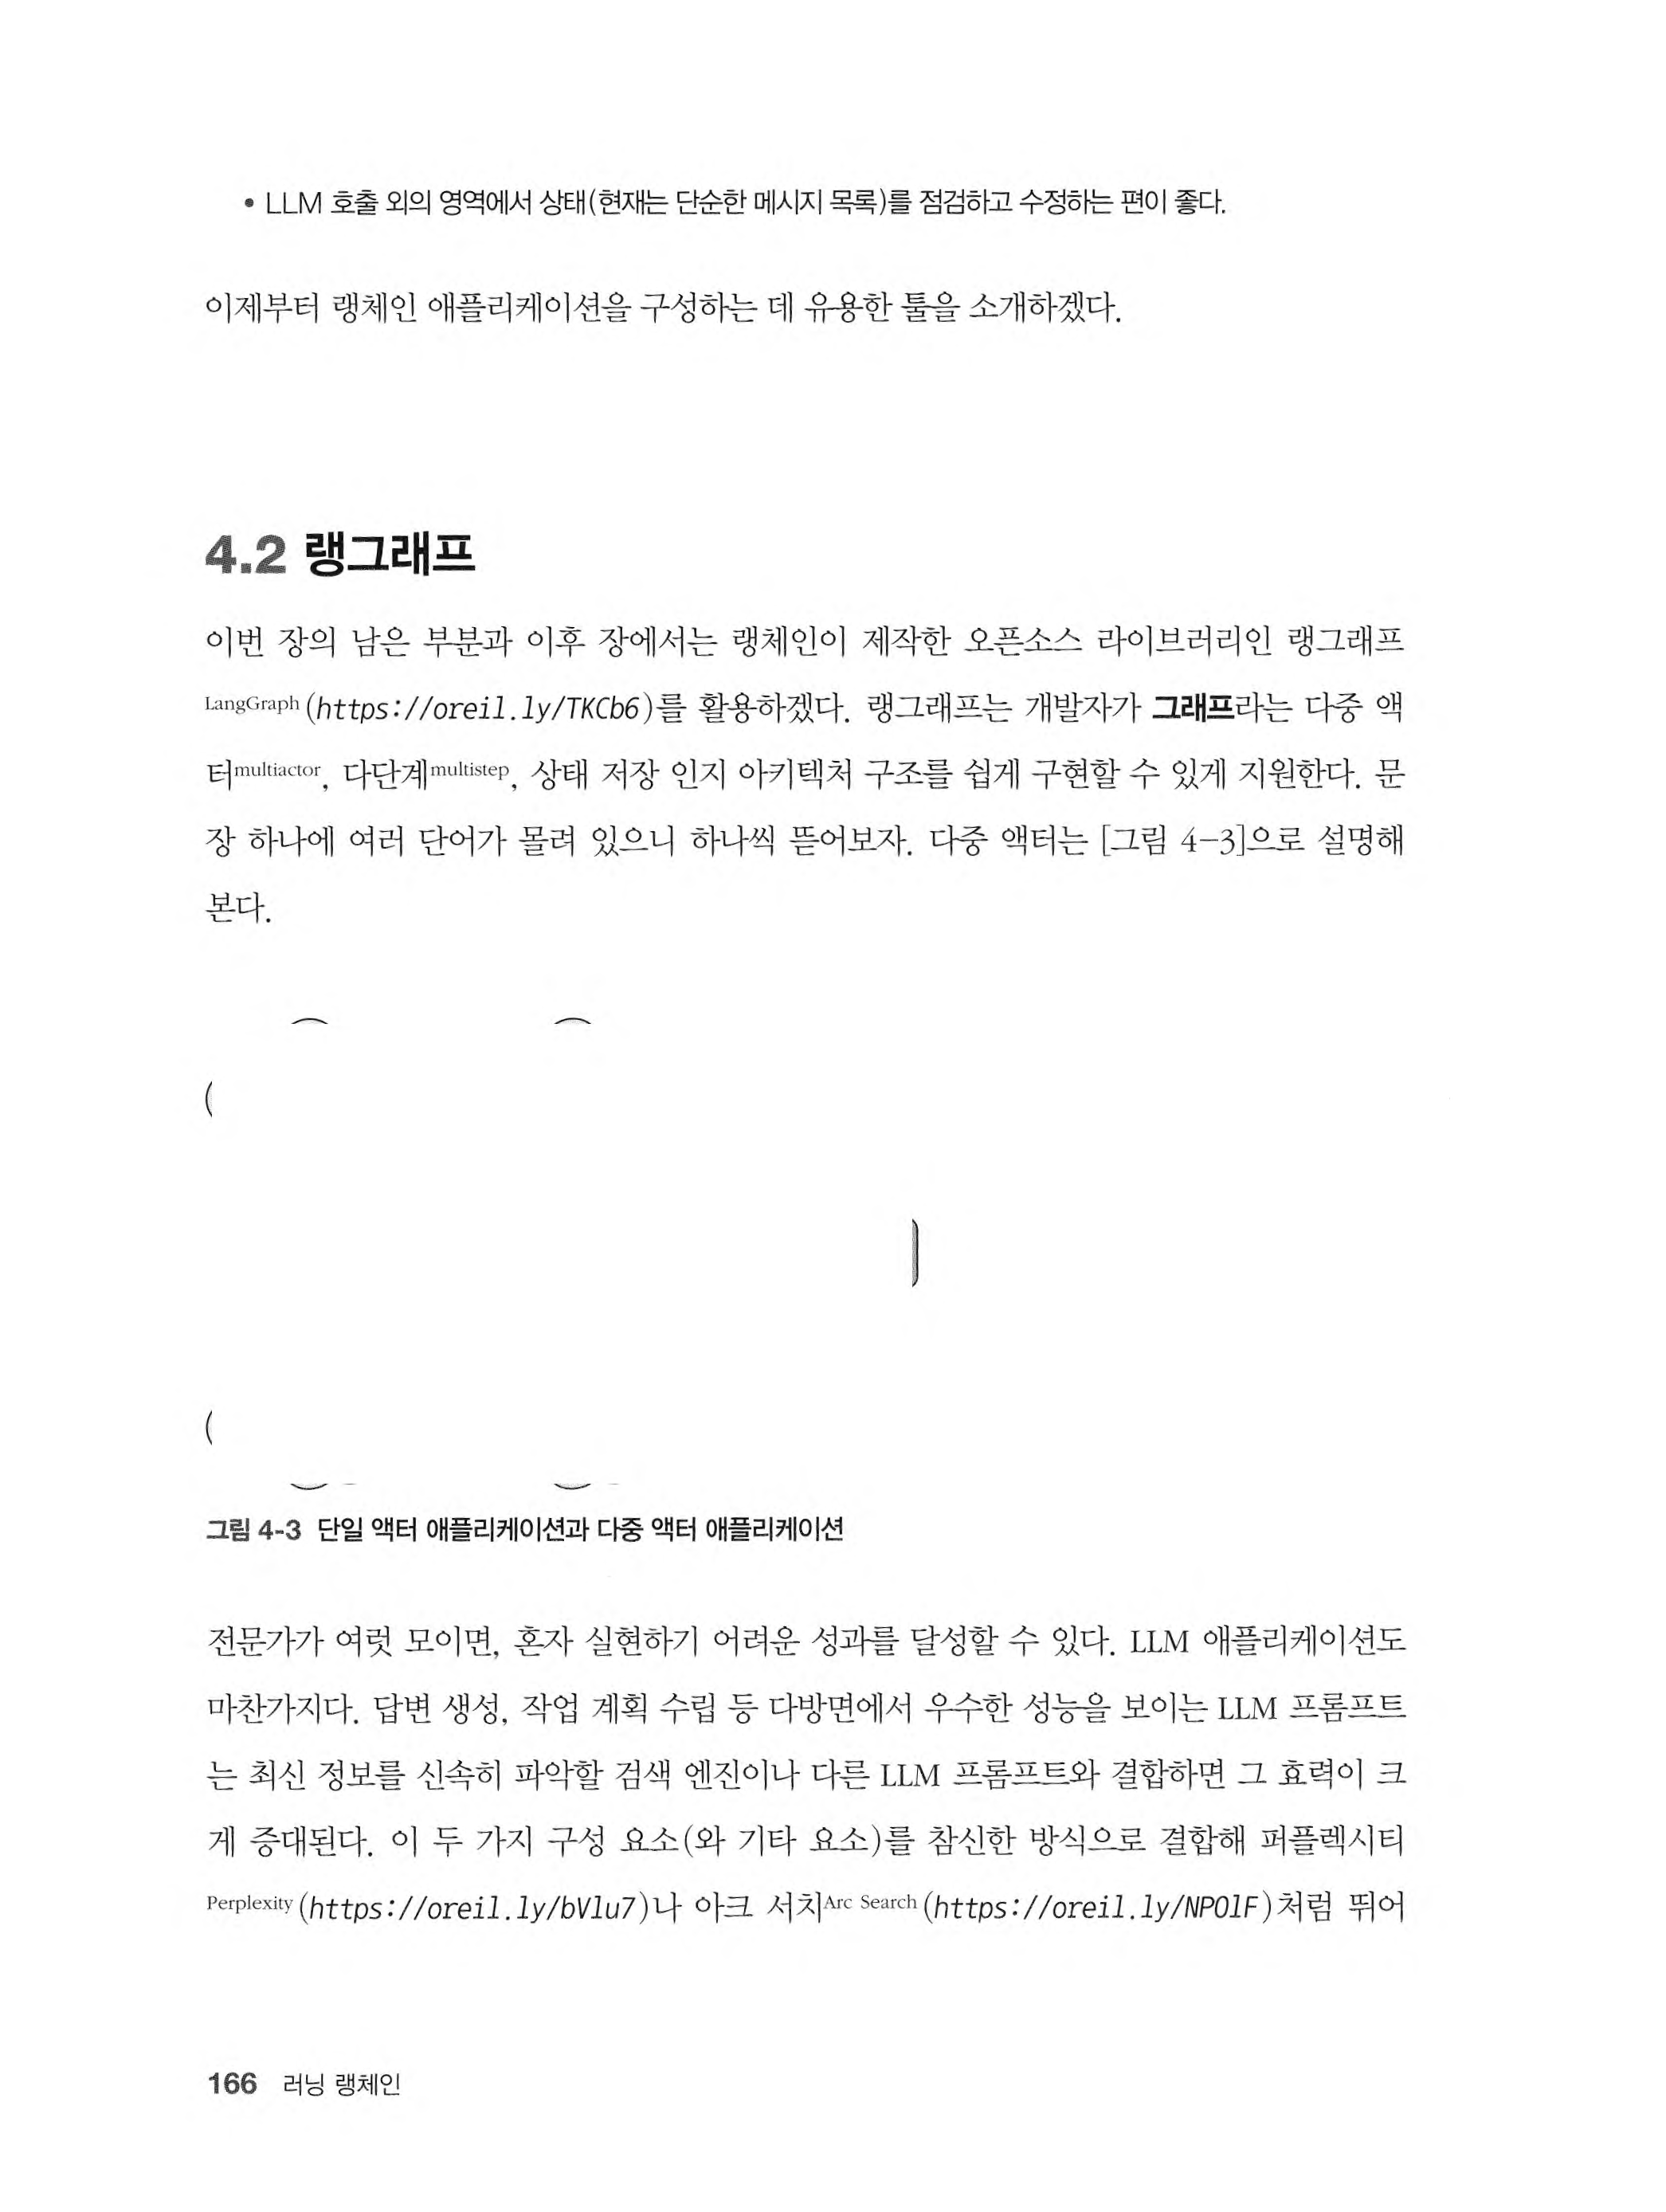 • LLM 호출 외의 영역에서 상태(현재는 단순한 메시지 목록)를 점검하고 수정하는 편이 좋다.
이제부터 랭체인 애플리케이션을 구성하는 데 유용한 툴을 소개하겠다.
4.2 랭그래프
이번 장의 남은 부분과 이후 장에서는 랭체인이 제작한 오픈소스 라이브러리인 랭그래프
LangGraph (https://oreil.ly/TKCb6)를 활용하겠다. 랭그래프는 개발자가 그래프라는 다중 액
터multiactor, 다단계multistep, 상태 저장 인지 아키텍처 구조를 쉽게 구현할 수 있게 지원한다. 문
장 하나에 여러 단어가 몰려 있으니 하나씩 뜯어보자. 다중 액터는 [그림 4-3]으로 설명해
본다.
그림 4-3 단일 액터 애플리케이션과 다중 액터 애플리케이션
전문가가 여럿 모이면, 혼자 실현하기 어려운 성과를 달성할 수 있다. LLM 애플리케이션도
마찬가지다. 답변 생성, 작업 계획 수립 등 다방면에서 우수한 성능을 보이는 LLM 프롬프트
는 최신 정보를 신속히 파악할 검색 엔진이나 다른 LLM 프롬프트와 결합하면 그 효력이 크
게 증대된다. 이 두 가지 구성 요소(와 기타 요소)를 참신한 방식으로 결합해 퍼플렉시티
Perplexity (https://oreil.ly/bVlu7)나 아크 서치Arc Search (https://oreil.ly/NPOlF)처럼 뛰어
166 러닝 랭체인